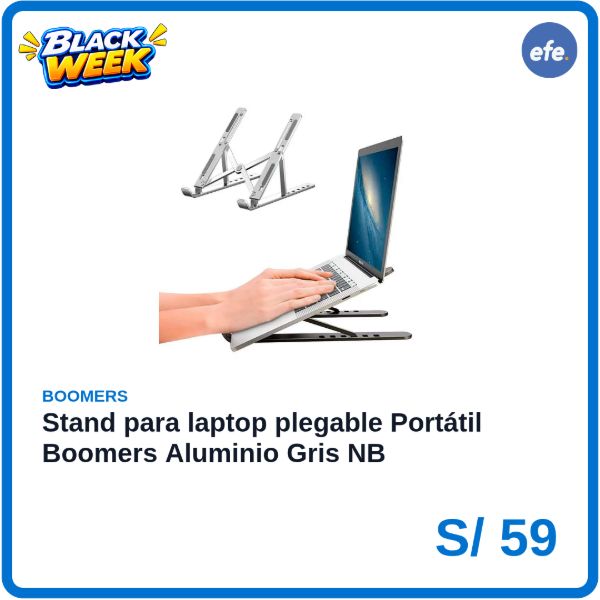 BLACK
WEEK
efe.
BOOMERS
Stand para laptop plegable Portátil
Boomers Aluminio Gris NB
S/ 59